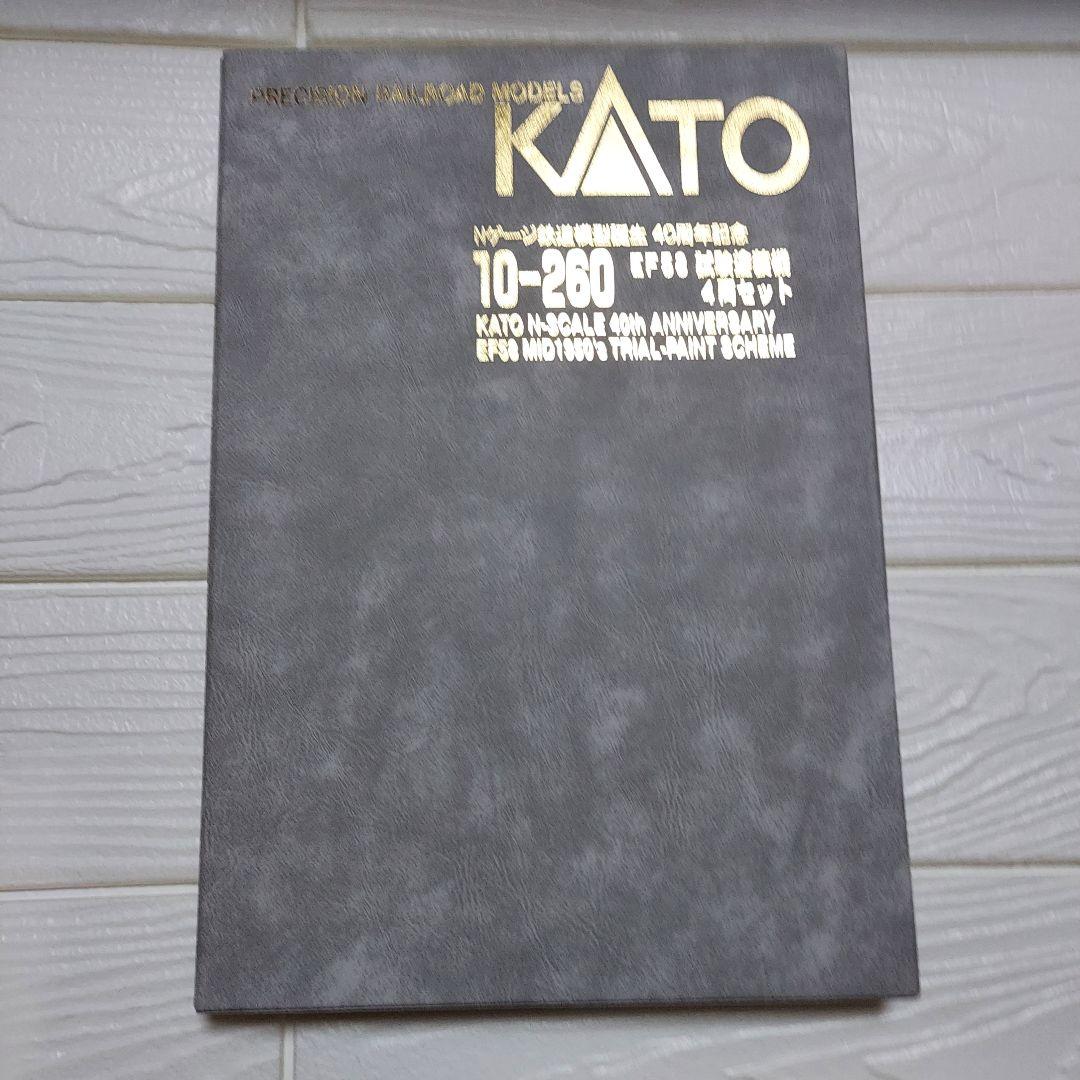 PRECISION RAILROAD MODELS
KATO
Nゲージ鉄道模型誕生 40周年記念
10-260 EF58 試験塗装機
4両セット
KATO N-SCALE 40th ANNIVERSARY
EF58 MID1950's TRIAL-PAINT SCHEME